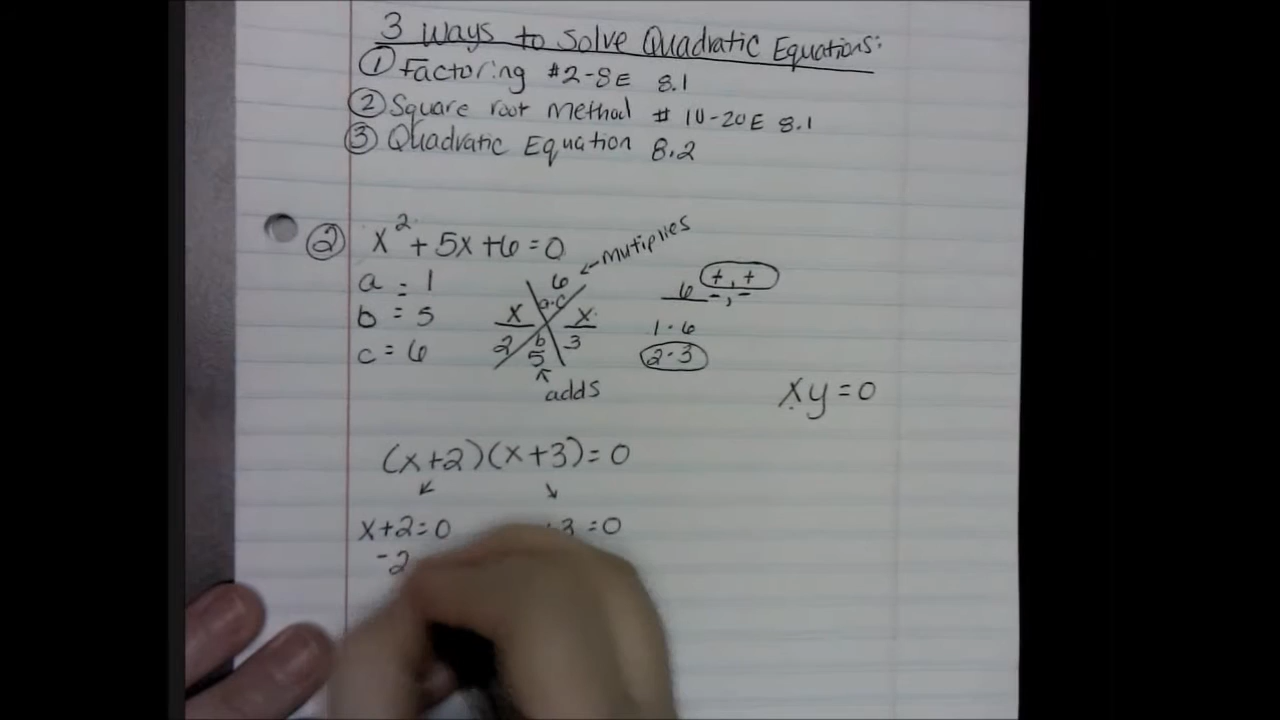 3 Ways to Solve Quadratic Equations:
① Factoring #2-8E 8.1
② Square root method # 10-20E 8.1
③ Quadratic Equation 8.2
② x² + 5x + 6 = 0
a = 1
b = 5
c = 6
6 ← mutiplies
a·c
x x
2 3
b
5
↑ adds
6 +, +
-, -
1·6
2·3
xy = 0
(x+2)(x+3) = 0
↙ ↘
x+2=0
3 = 0
-2